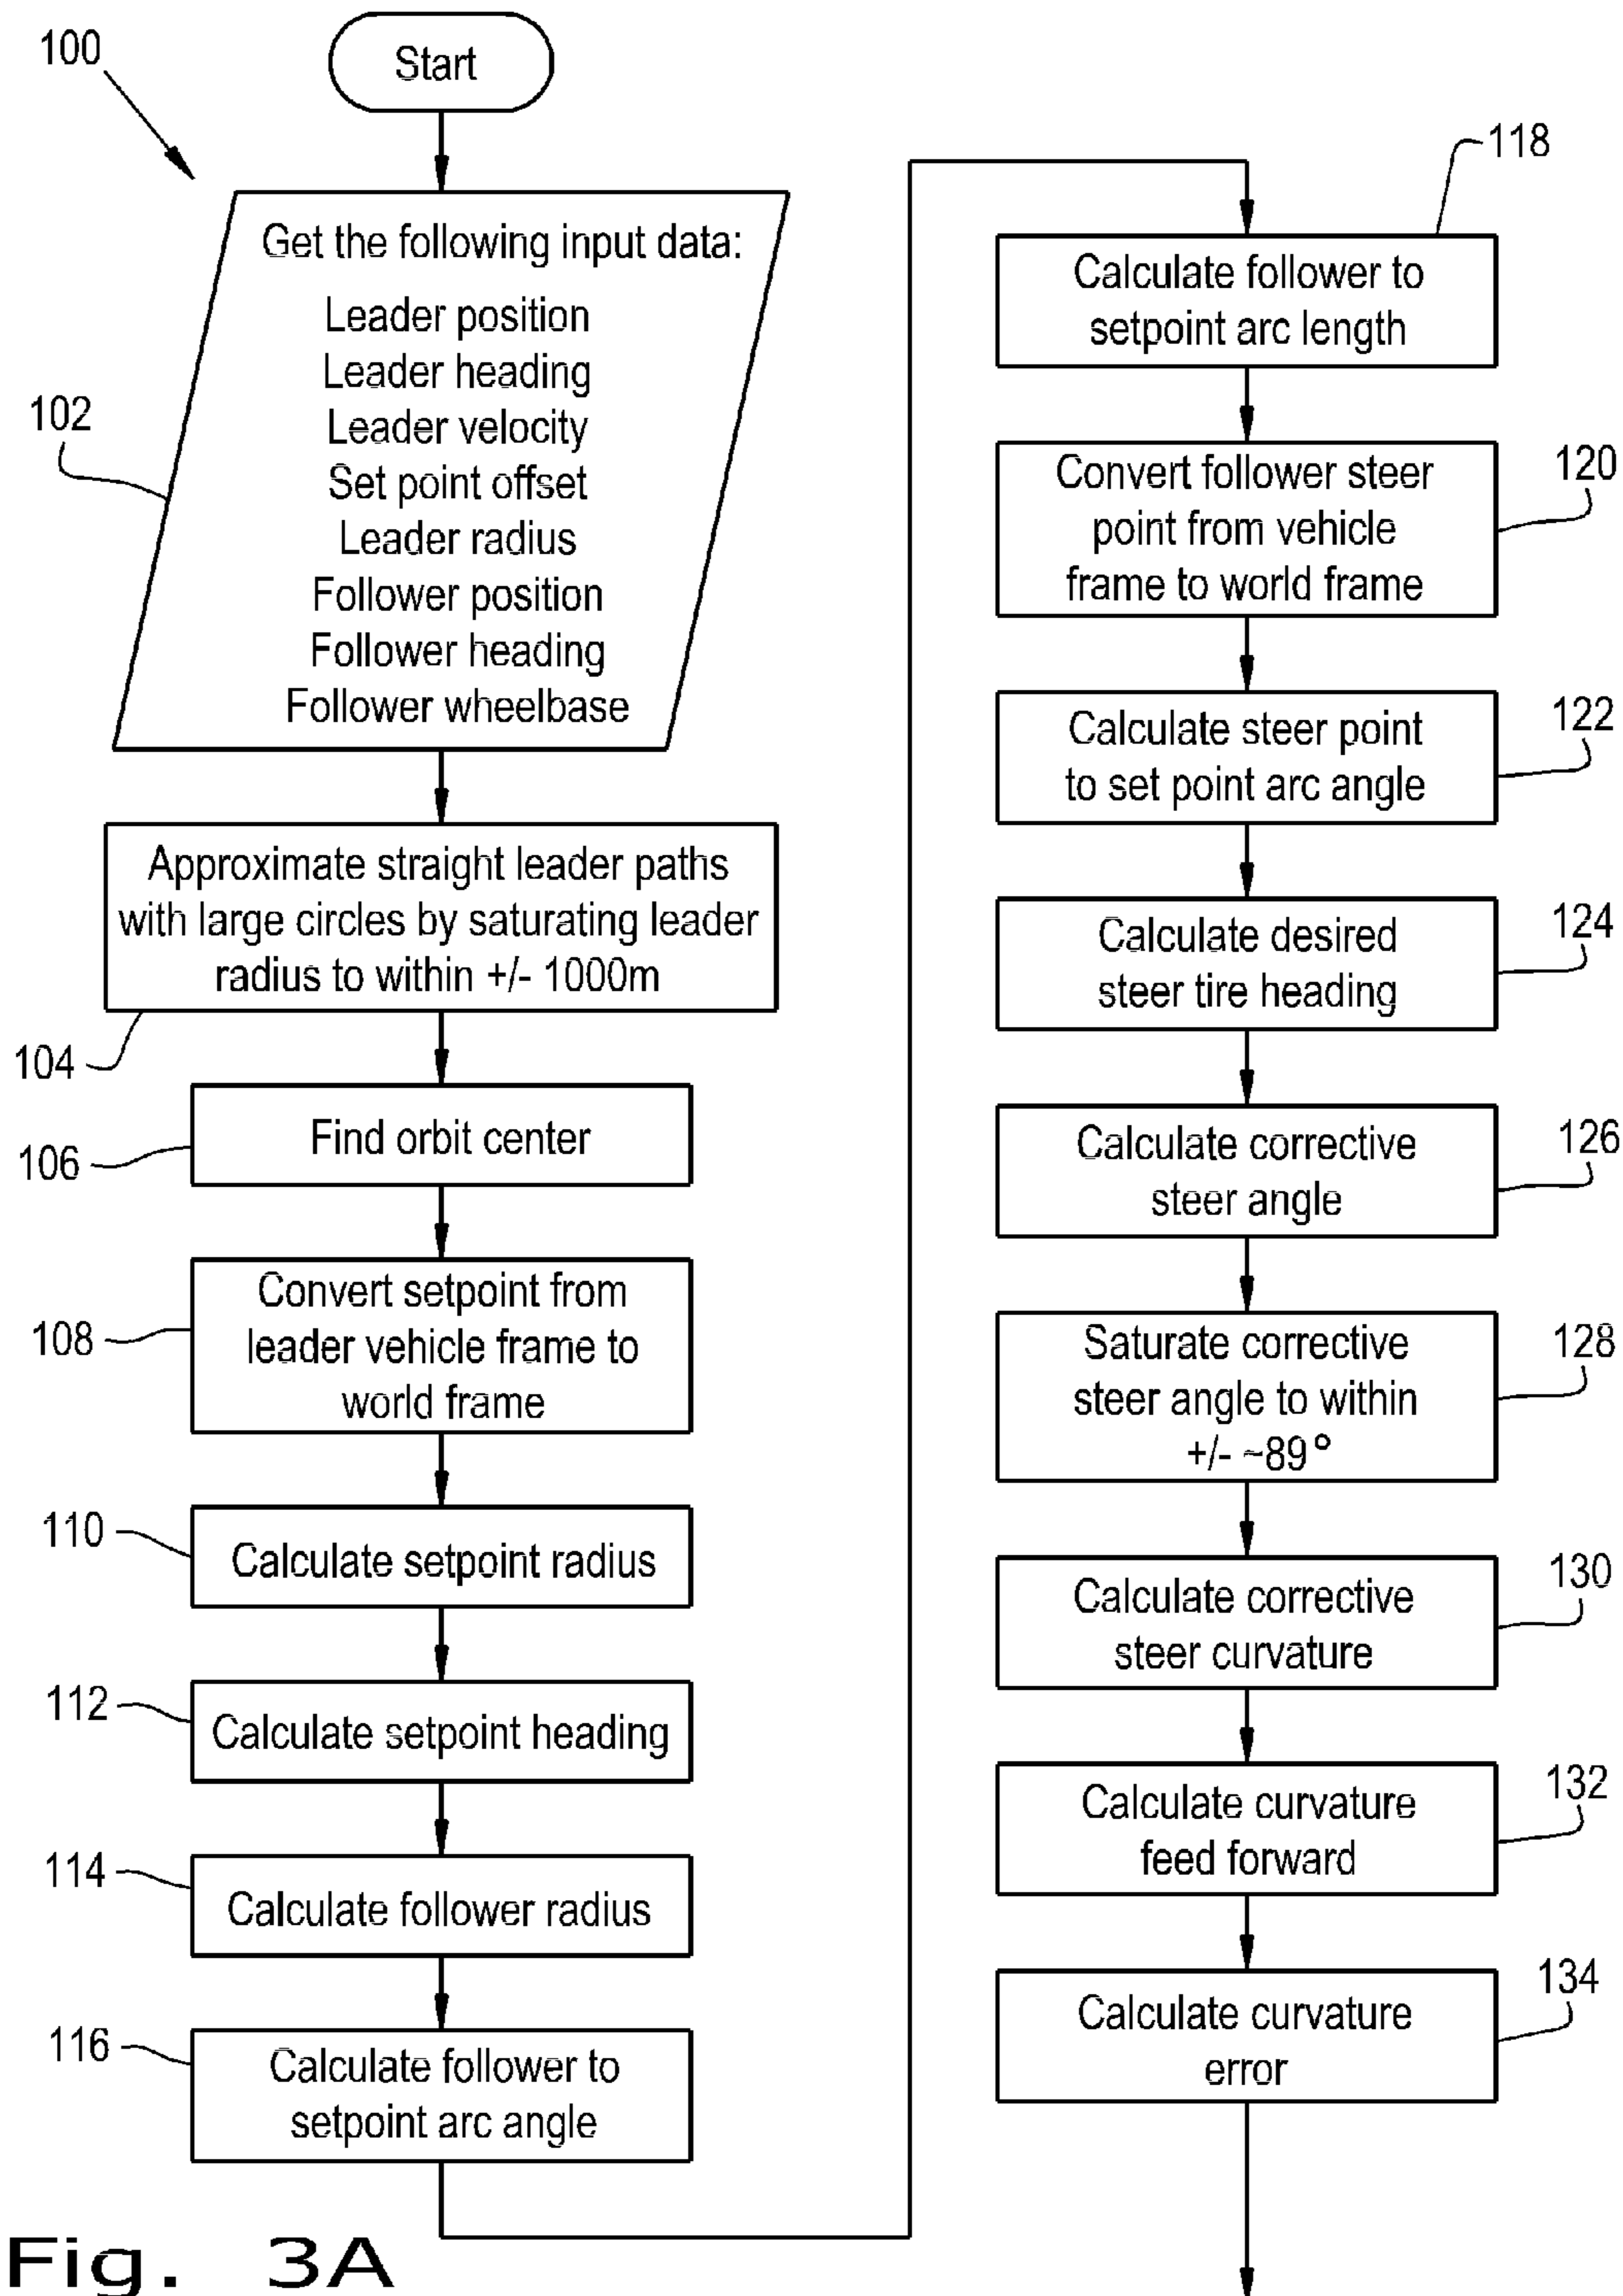 100
Start
Get the following input data:
Leader position
Leader heading
Leader velocity
Set point offset
Leader radius
Follower position
Follower heading
Follower wheelbase
102
Approximate straight leader paths
with large circles by saturating leader
radius to within +/- 1000m
104
Find orbit center
106
Convert setpoint from
leader vehicle frame to
world frame
108
110
Calculate setpoint radius
112
Calculate setpoint heading
114
Calculate follower radius
116
Calculate follower to
setpoint arc angle
118
Calculate follower to
setpoint arc length
Convert follower steer
point from vehicle
frame to world frame
120
Calculate steer point
to set point arc angle
122
Calculate desired
steer tire heading
124
Calculate corrective
steer angle
126
Saturate corrective
steer angle to within
+/- ~89°
128
Calculate corrective
steer curvature
130
Calculate curvature
feed forward
132
Calculate curvature
error
134
Fig. 3A